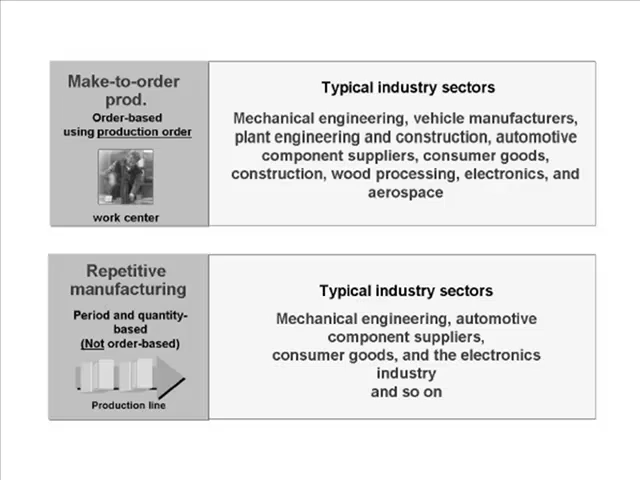 Make-to-order
prod.
Order-based
using production order
work center
Typical industry sectors
Mechanical engineering, vehicle manufacturers,
plant engineering and construction, automotive
component suppliers, consumer goods,
construction, wood processing, electronics, and
aerospace
Repetitive
manufacturing
Period and quantity-
based
(Not order-based)
Production line
Typical industry sectors
Mechanical engineering, automotive
component suppliers,
consumer goods, and the electronics
industry
and so on